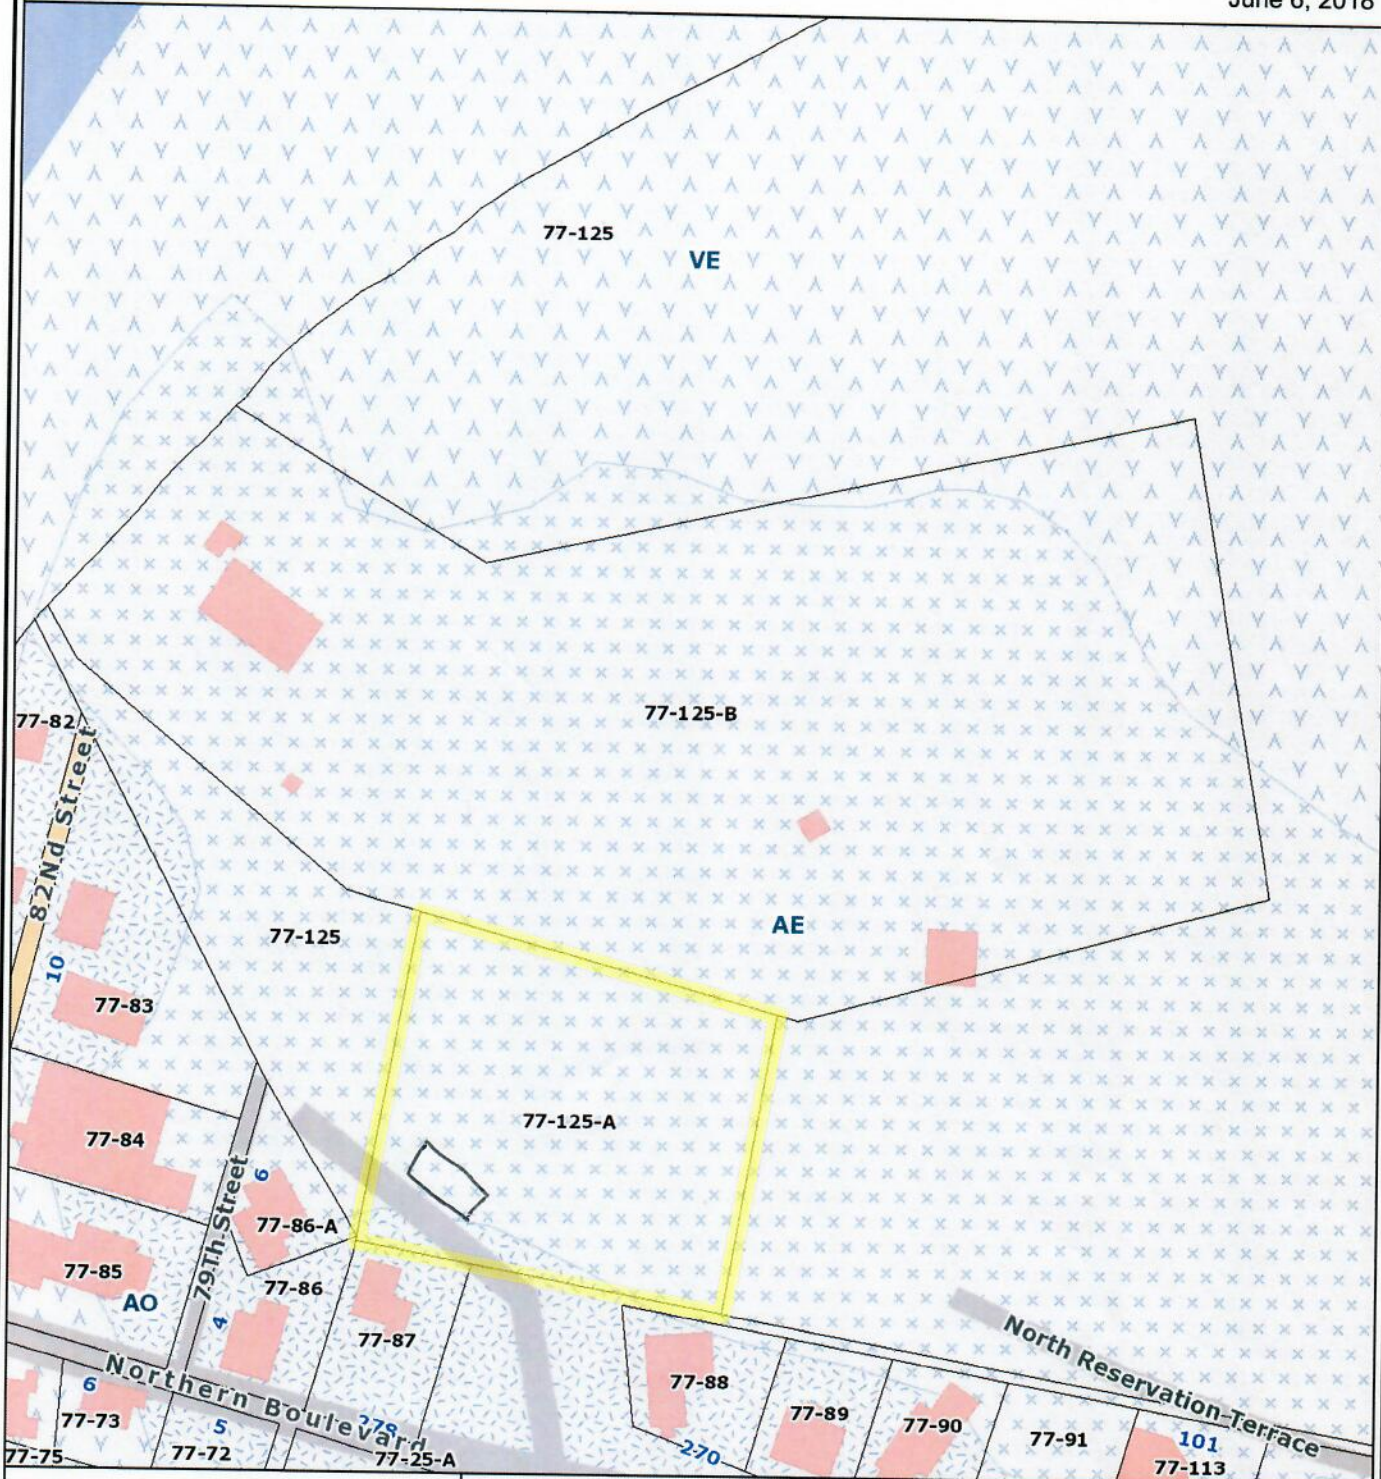 June 6, 2018
77-125
VE
77-125-B
77-82
82Nd Street
AE
77-125
10
77-83
77-125-A
77-84
79Th Street
6
77-86-A
77-85
77-86
AO
4
77-87
North Reservation Terrace
77-88
Northern Boulevard
6
77-89
77-90
77-73
5
278
77-91
101
270
77-75
77-72
77-25-A
77-113